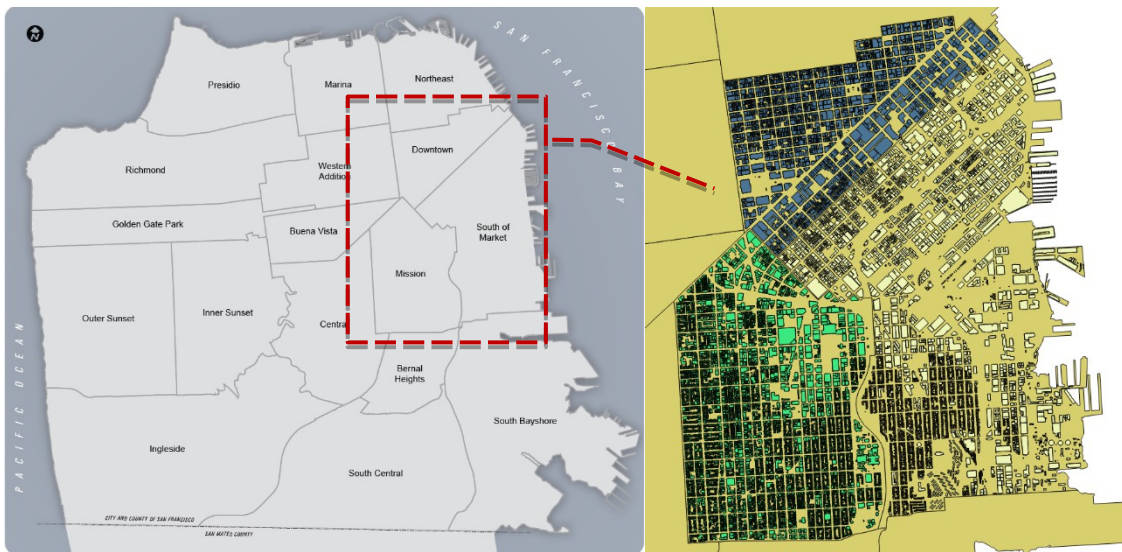 N
SAN FRANCISCO BAY
Presidio
Marina
Northeast
Downtown
Richmond
Western
Addition
Golden Gate Park
Buena Vista
South of
Market
Mission
Outer Sunset
Inner Sunset
Central
Bernal
Heights
South Bayshore
Ingleside
South Central
PACIFIC OCEAN
CITY AND COUNTY OF SAN FRANCISCO
SAN MATEO COUNTY